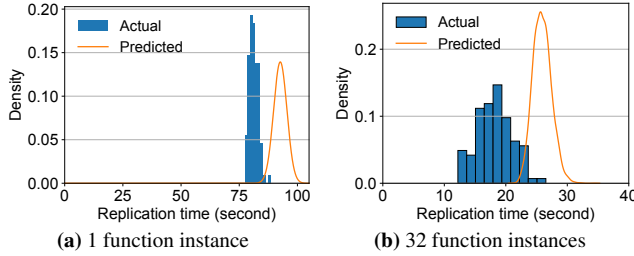 0.20
0.15
0.10
0.05
0.00
Density
Actual
Predicted
0 25 50 75 100
Replication time (second)
(a) 1 function instance
0.2
0.1
0.0
Density
Actual
Predicted
0 10 20 30 40
Replication time (second)
(b) 32 function instances